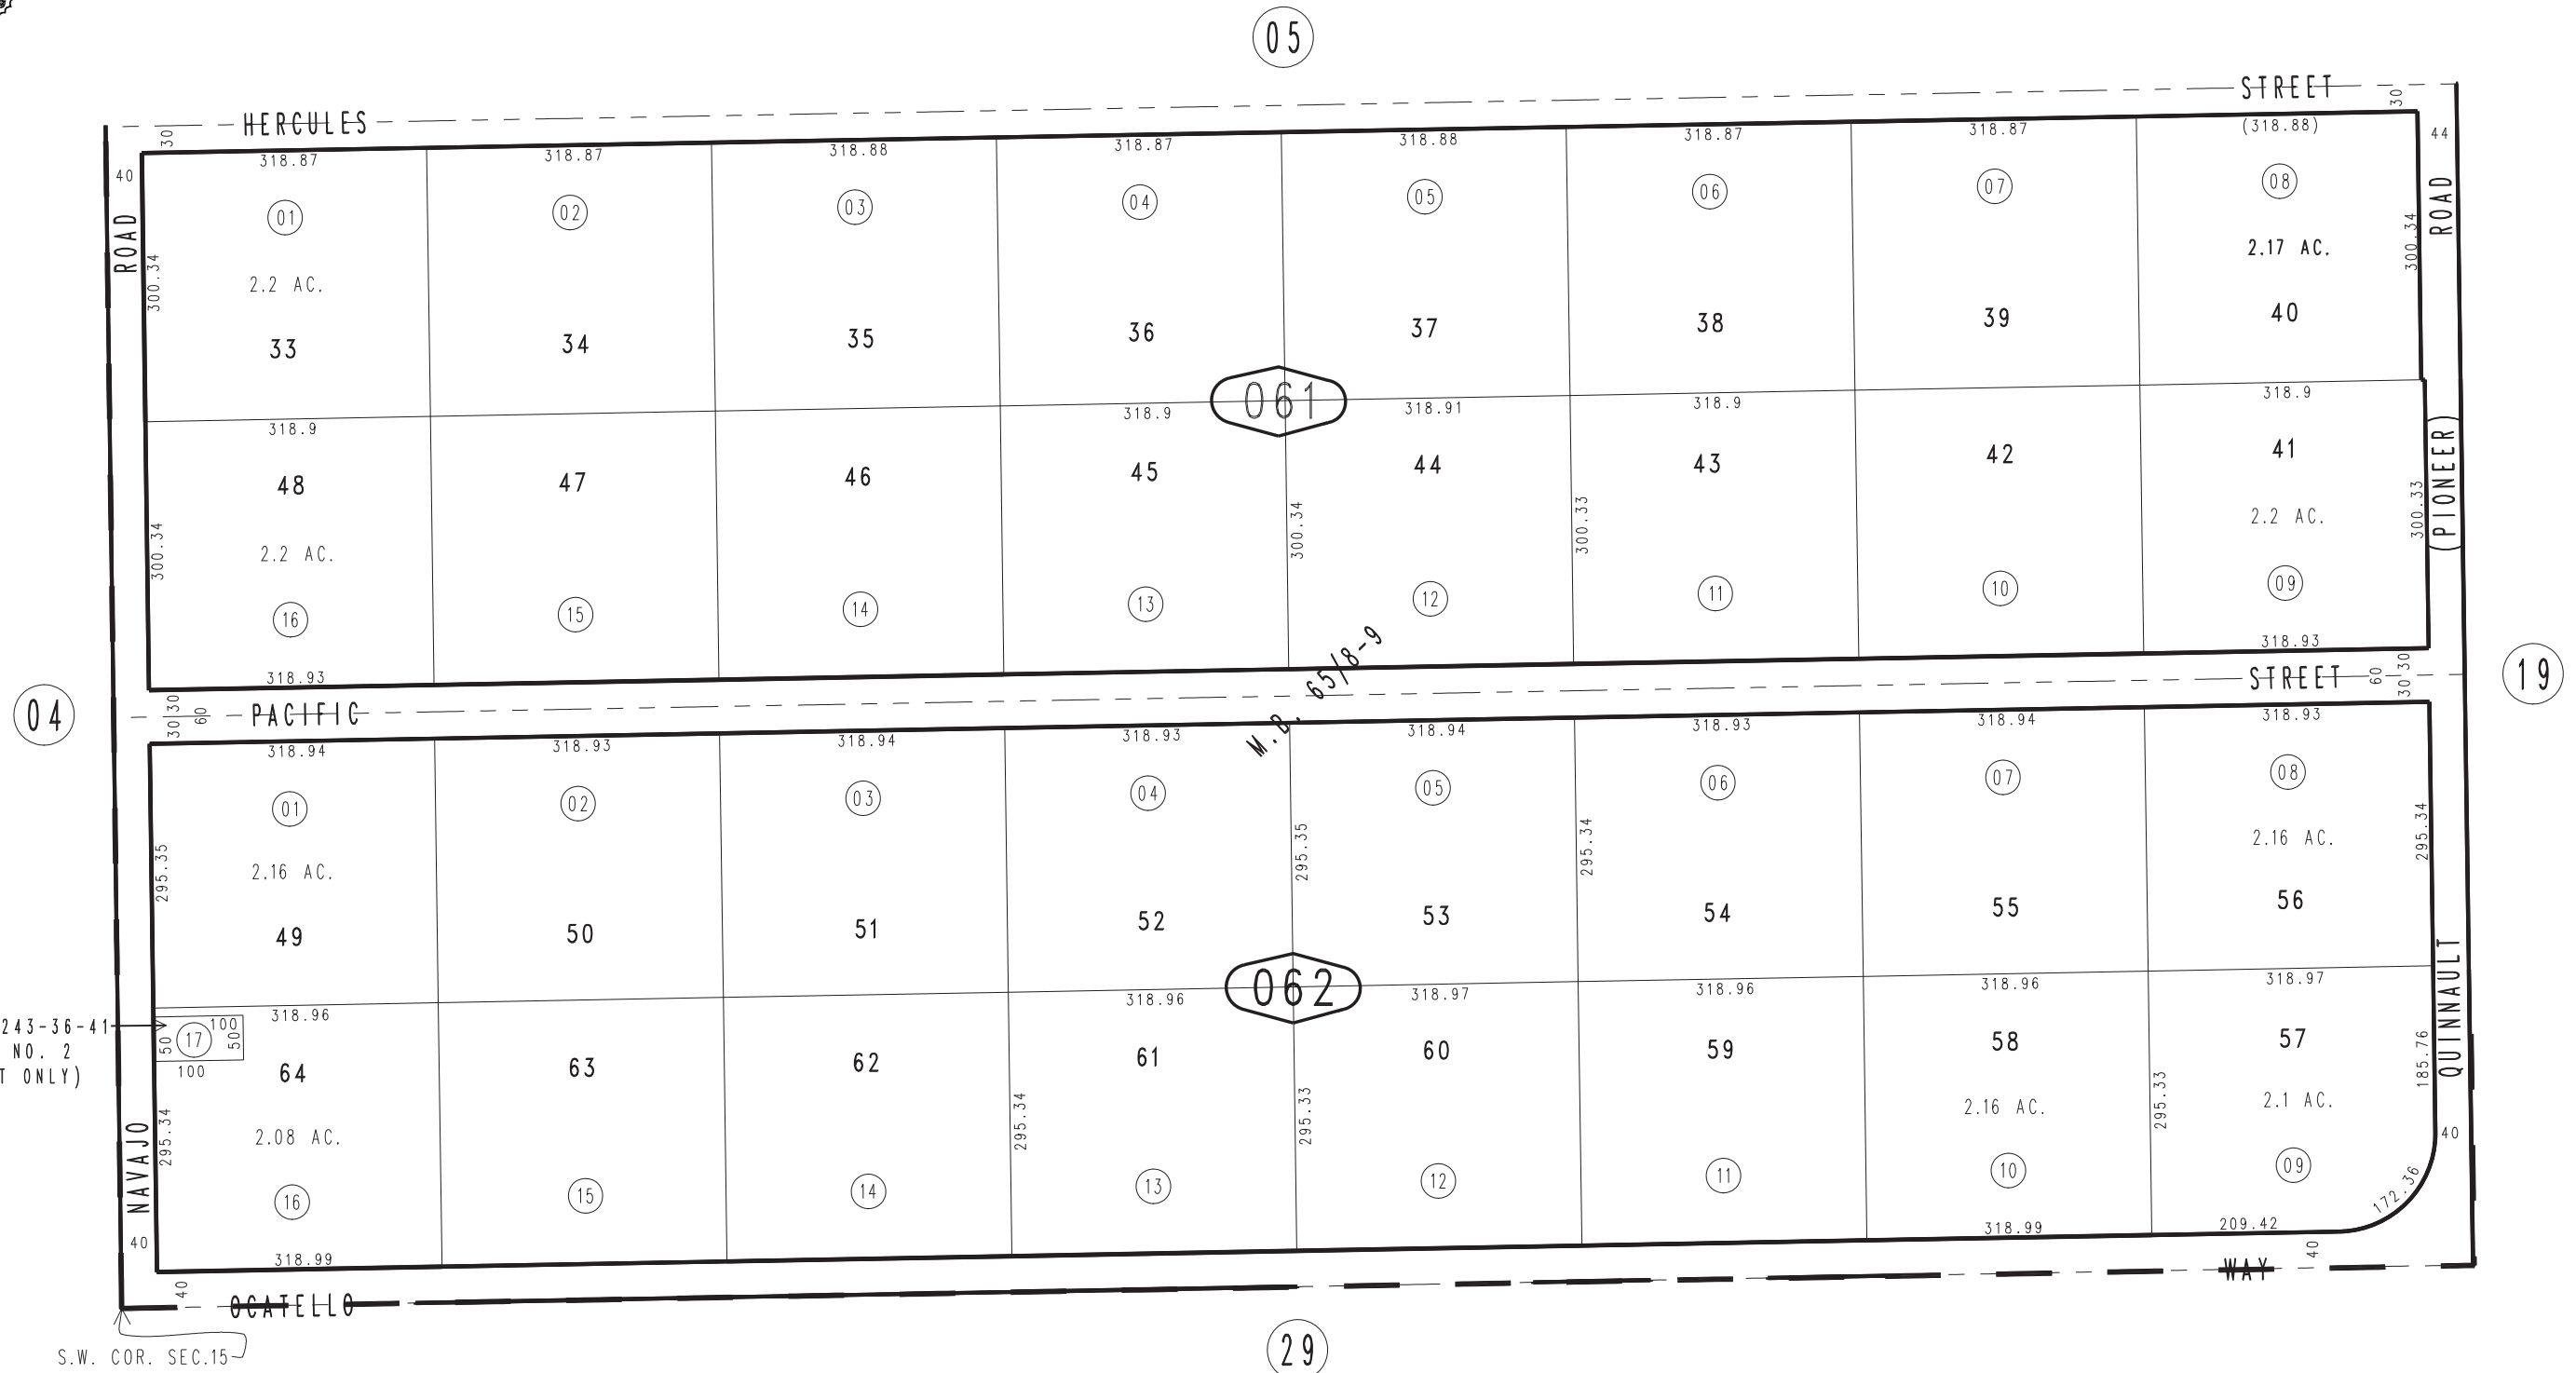 05
HERCULES STREET
30 30
318.87 318.87 318.88 318.87 318.88 318.87 318.87 (318.88)
40 44
01 02 03 04 05 06 07 08
ROAD ROAD
300.34 300.34
2.2 AC. 2.17 AC.
33 34 35 36 37 38 39 40
061
318.9 318.9 318.91 318.9 318.9
48 47 46 45 44 43 42 41
(PIONEER)
300.34 300.34 300.33 300.33
2.2 AC. 2.2 AC.
16 15 14 13 12 11 10 09
318.93 318.93
M.B. 65/8-9
04 19
30 30 60 PACIFIC STREET 60 30 30
318.94 318.93 318.94 318.93 318.94 318.93 318.94 318.93
01 02 03 04 05 06 07 08
295.35 295.35 295.34 295.34
2.16 AC. 2.16 AC.
49 50 51 52 53 54 55 56
062
318.96 318.96 318.97 318.96 318.96 318.97
243-36-41
NO. 2
T ONLY)
50 17 100 50
100
64 63 62 61 60 59 58 57
QUINNAULT
185.76
295.34 295.34 295.33 295.33
2.08 AC. 2.16 AC. 2.1 AC.
NAVAJO
40
16 15 14 13 12 11 10 09
172.36
40
318.99 318.99 209.42
40 40
OCATELLO WAY
S.W. COR. SEC.15
29